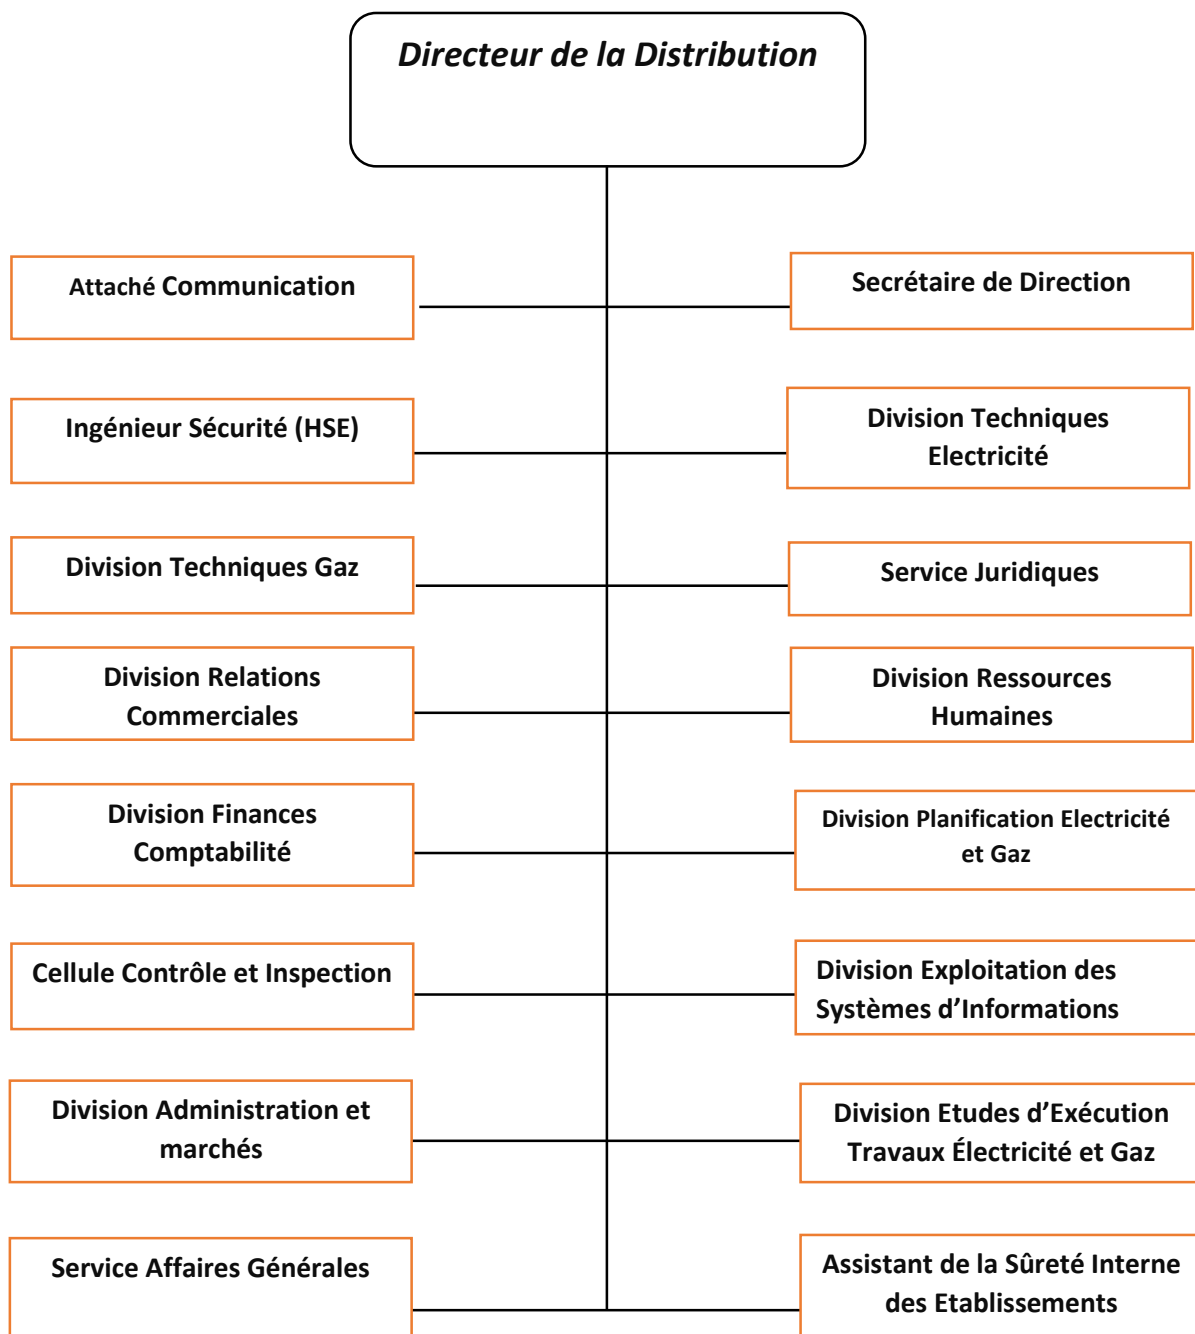 Directeur de la Distribution
Attaché Communication
Secrétaire de Direction
Ingénieur Sécurité (HSE)
Division Techniques
Electricité
Division Techniques Gaz
Service Juridiques
Division Relations
Commerciales
Division Ressources
Humaines
Division Finances
Comptabilité
Division Planification Electricité
et Gaz
Cellule Contrôle et Inspection
Division Exploitation des
Systèmes d’Informations
Division Administration et
marchés
Division Etudes d’Exécution
Travaux Électricité et Gaz
Service Affaires Générales
Assistant de la Sûreté Interne
des Etablissements